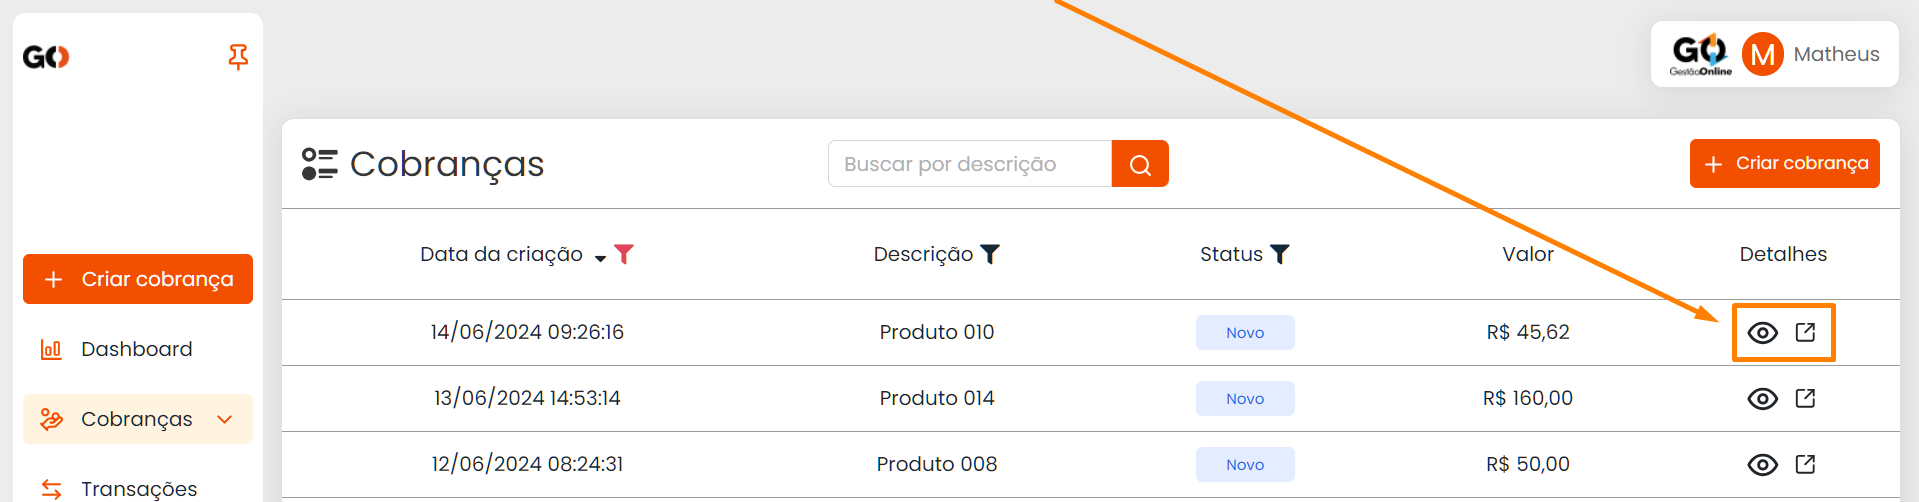 GO
GO
GestãoOnline
M
Matheus
Cobranças
Buscar por descrição
Criar cobrança
Data da criação
Descrição
Status
Valor
Detalhes
Criar cobrança
14/06/2024 09:26:16
Produto 010
Novo
R$ 45,62
Dashboard
13/06/2024 14:53:14
Produto 014
Novo
R$ 160,00
Cobranças
12/06/2024 08:24:31
Produto 008
Novo
R$ 50,00
Transações